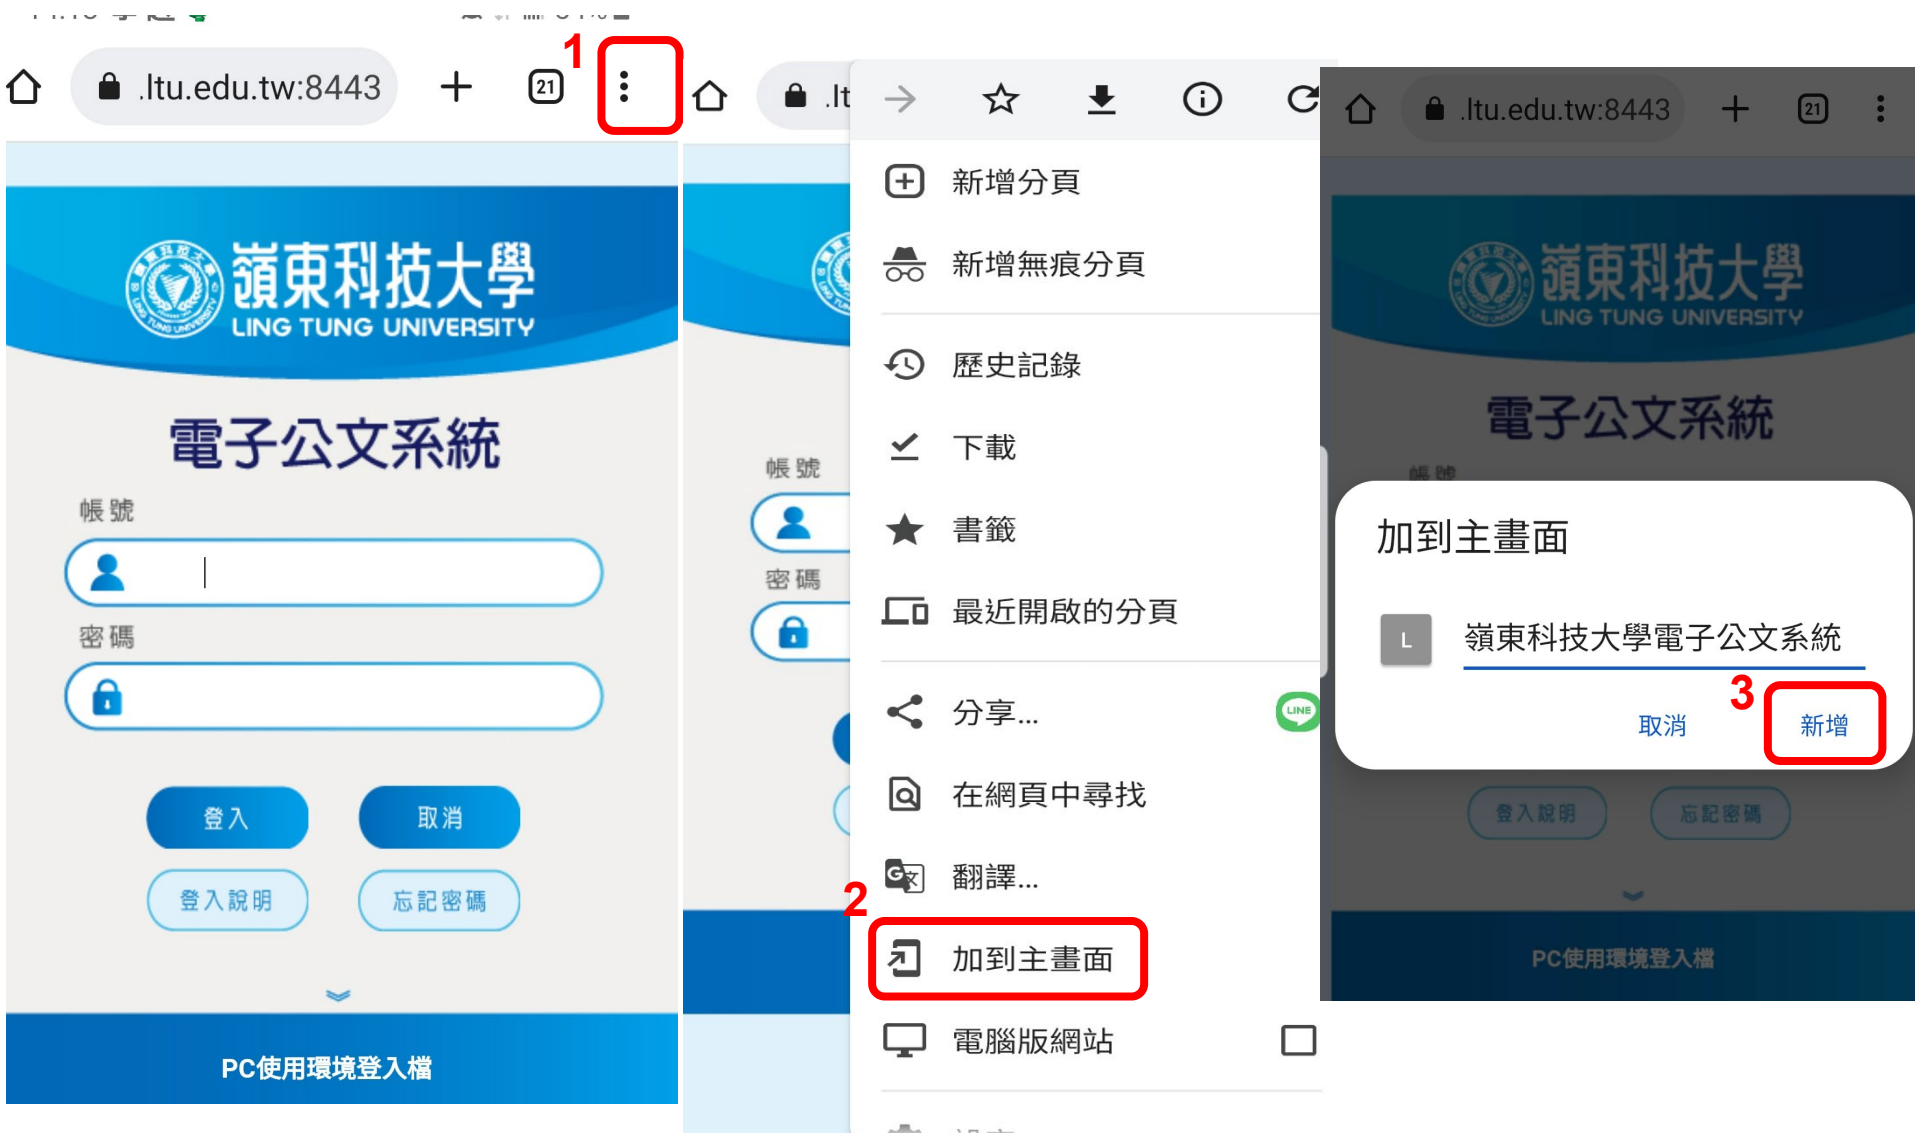 1
.ltu.edu.tw:8443
21
嶺東科技大學
LING TUNG UNIVERSITY
電子公文系統
帳號
密碼
登入
取消
登入說明
忘記密碼
PC使用環境登入檔
.lt
帳號
密碼
新增分頁
新增無痕分頁
歷史記錄
下載
書籤
最近開啟的分頁
分享...
LINE
在網頁中尋找
翻譯...
2
加到主畫面
電腦版網站
.ltu.edu.tw:8443
21
嶺東科技大學
LING TUNG UNIVERSITY
電子公文系統
帳號
加到主畫面
L
嶺東科技大學電子公文系統
3
取消
新增
登入說明
忘記密碼
PC使用環境登入檔